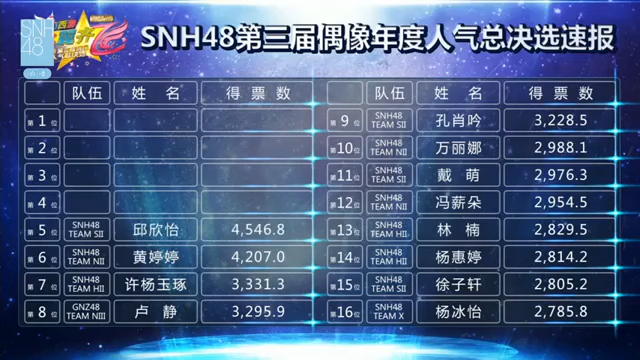 SNH48第三届偶像年度人气总决选速报
SNH
48
队伍 姓名 得票数
第1位
第2位
第3位
第4位
第5位 SNH48 TEAM SII 邱欣怡 4,546.8
第6位 SNH48 TEAM NII 黄婷婷 4,207.0
第7位 SNH48 TEAM HII 许杨玉琢 3,331.3
第8位 GNZ48 TEAM NIII 卢静 3,295.9
队伍 姓名 得票数
第9位 SNH48 TEAM SII 孔肖吟 3,228.5
第10位 SNH48 TEAM NII 万丽娜 2,988.1
第11位 SNH48 TEAM SII 戴萌 2,976.3
第12位 SNH48 TEAM NII 冯薪朵 2,954.5
第13位 SNH48 TEAM HII 林楠 2,829.5
第14位 SNH48 TEAM HII 杨惠婷 2,814.2
第15位 SNH48 TEAM SII 徐子轩 2,805.2
第16位 SNH48 TEAM X 杨冰怡 2,785.8